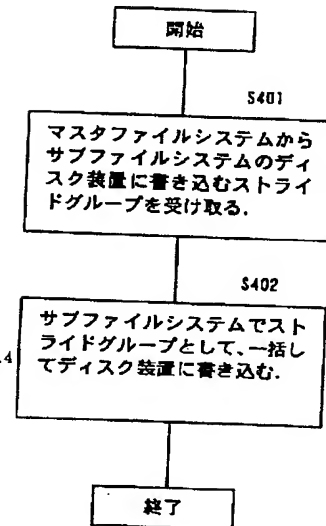 開始
S401
マスタファイルシステムから
サブファイルシステムのディ
スク装置に書き込むストライ
ドグループを受け取る.
S402
サブファイルシステムでスト
ライドグループとして、一括し
てディスク装置に書き込む.
.4
終了